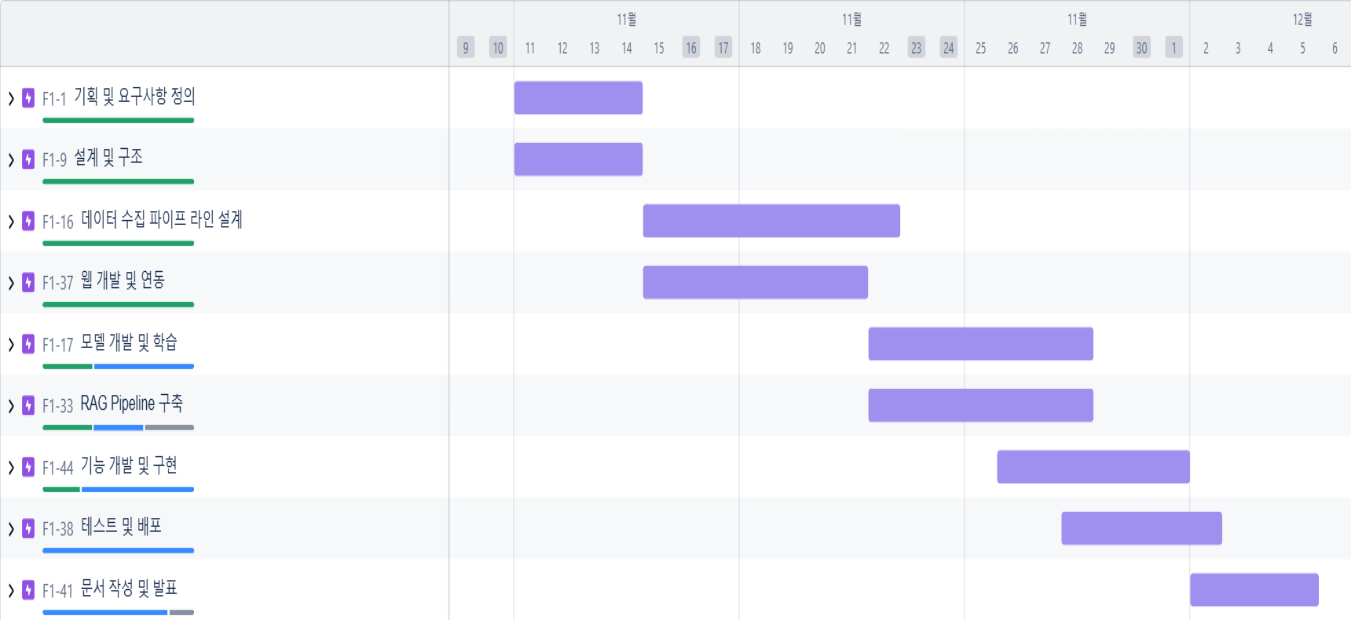 11월 11월 11월 12월
9 10 11 12 13 14 15 16 17 18 19 20 21 22 23 24 25 26 27 28 29 30 1 2 3 4 5 6
F1-1 기획 및 요구사항 정의
F1-9 설계 및 구조
F1-16 데이터 수집 파이프 라인 설계
F1-37 웹 개발 및 연동
F1-17 모델 개발 및 학습
F1-33 RAG Pipeline 구축
F1-44 기능 개발 및 구현
F1-38 테스트 및 배포
F1-41 문서 작성 및 발표